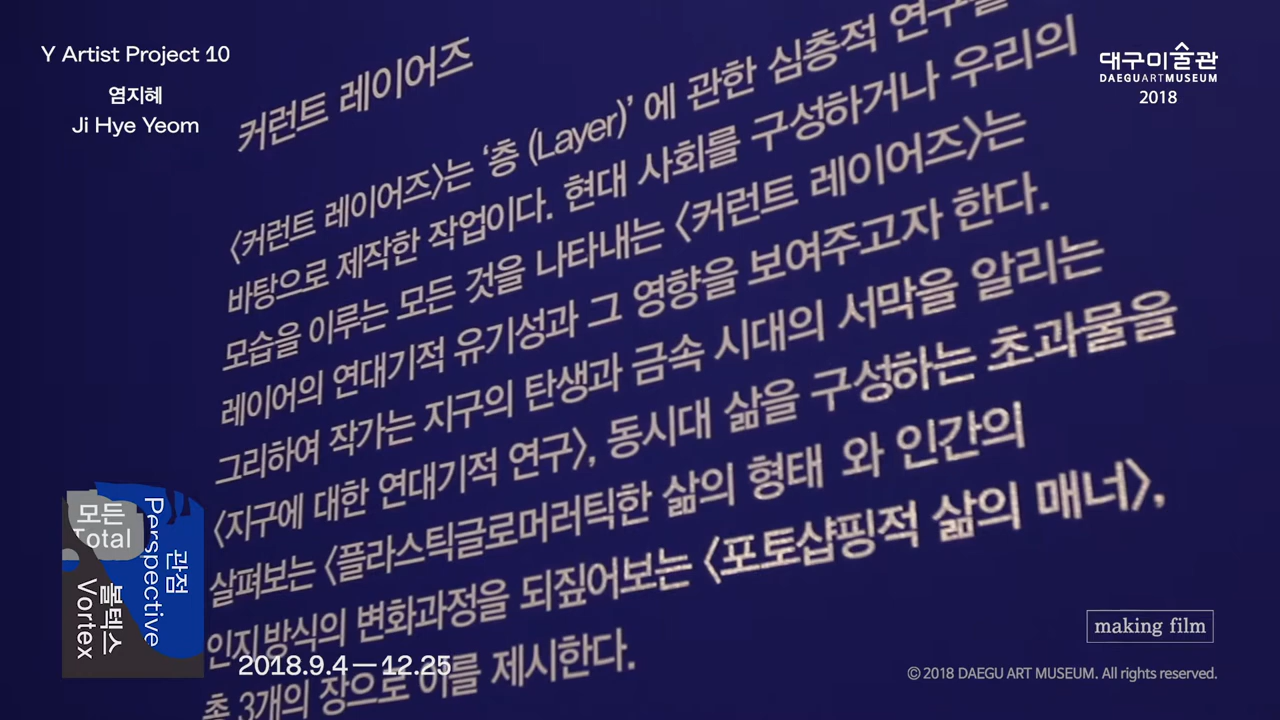 Y Artist Project 10
염지혜
Ji Hye Yeom
대구미술관
DAEGUARTMUSEUM
2018
커런트 레이어즈
〈커런트 레이어즈〉는 ‘층 (Layer)’ 에 관한 심층적 연구를
바탕으로 제작한 작업이다. 현대 사회를 구성하거나 우리의
모습을 이루는 모든 것을 나타내는 〈커런트 레이어즈〉는
레이어의 연대기적 유기성과 그 영향을 보여주고자 한다.
그리하여 작가는 지구의 탄생과 금속 시대의 서막을 알리는
〈지구에 대한 연대기적 연구〉, 동시대 삶을 구성하는 초과물을
살펴보는 〈플라스틱글로머러틱한 삶의 형태 와 인간의
인지방식의 변화과정을 되짚어보는 〈포토샵핑적 삶의 매너〉,
총 3개의 장으로 이를 제시한다.
모든
Total
관점
Perspective
볼텍스
Vortex
2018.9.4 — 12.25
making film
© 2018 DAEGU ART MUSEUM. All rights reserved.